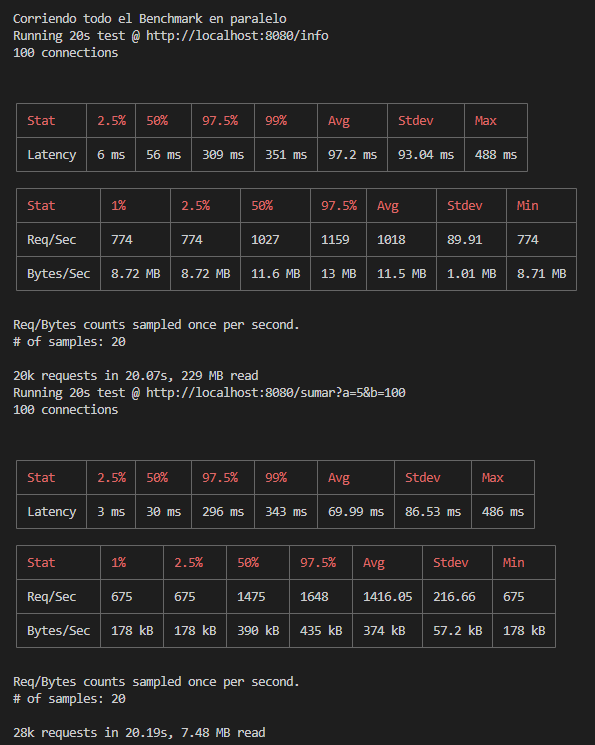 Corriendo todo el Benchmark en paralelo
Running 20s test @ http://localhost:8080/info
100 connections
Stat 2.5% 50% 97.5% 99% Avg Stdev Max
Latency 6 ms 56 ms 309 ms 351 ms 97.2 ms 93.04 ms 488 ms
Stat 1% 2.5% 50% 97.5% Avg Stdev Min
Req/Sec 774 774 1027 1159 1018 89.91 774
Bytes/Sec 8.72 MB 8.72 MB 11.6 MB 13 MB 11.5 MB 1.01 MB 8.71 MB
Req/Bytes counts sampled once per second.
# of samples: 20
20k requests in 20.07s, 229 MB read
Running 20s test @ http://localhost:8080/sumar?a=5&b=100
100 connections
Stat 2.5% 50% 97.5% 99% Avg Stdev Max
Latency 3 ms 30 ms 296 ms 343 ms 69.99 ms 86.53 ms 486 ms
Stat 1% 2.5% 50% 97.5% Avg Stdev Min
Req/Sec 675 675 1475 1648 1416.05 216.66 675
Bytes/Sec 178 kB 178 kB 390 kB 435 kB 374 kB 57.2 kB 178 kB
Req/Bytes counts sampled once per second.
# of samples: 20
28k requests in 20.19s, 7.48 MB read